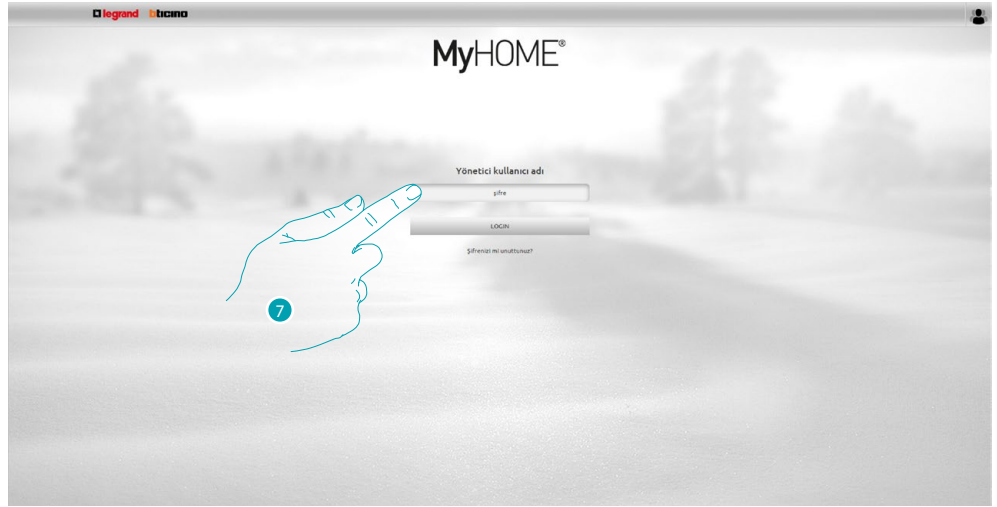 legrand bticino
MyHOME®
Yönetici kullanıcı adı
şifre
LOGIN
Şifrenizi mi unuttunuz?
7